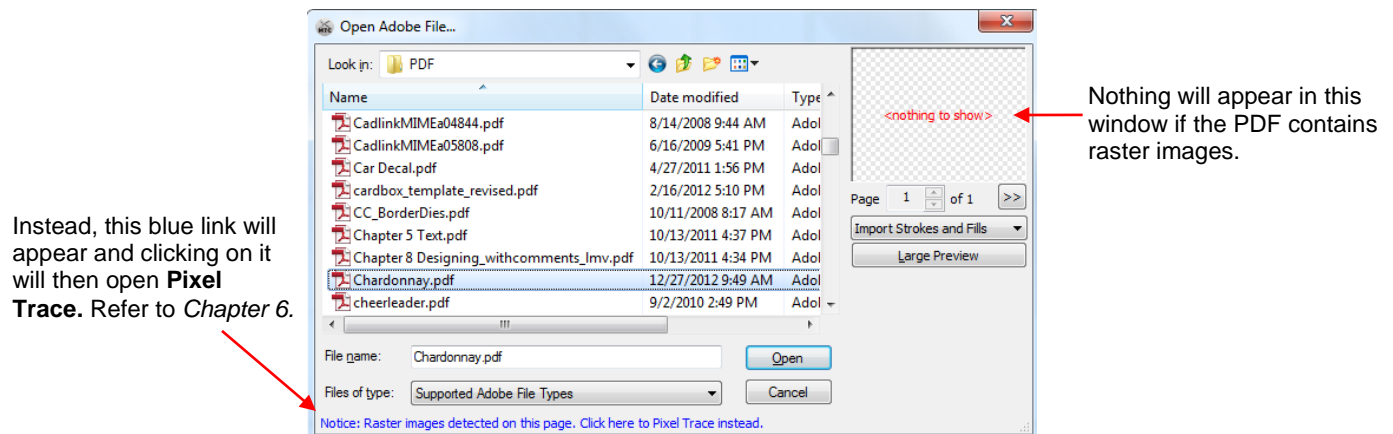 Open Adobe File...
Look in: PDF
Name Date modified Type
CadlinkMIMEa04844.pdf 8/14/2008 9:44 AM Adol
CadlinkMIMEa05808.pdf 6/16/2009 5:41 PM Adol
Car Decal.pdf 4/27/2011 1:56 PM Adol
cardbox_template_revised.pdf 2/16/2012 5:10 PM Adol
CC_BorderDies.pdf 10/11/2008 8:17 AM Adol
Chapter 5 Text.pdf 10/13/2011 4:37 PM Adol
Chapter 8 Designing_withcomments_lmv.pdf 10/13/2011 4:34 PM Adol
Chardonnay.pdf 12/27/2012 9:49 AM Adol
cheerleader.pdf 9/2/2010 2:49 PM Adol
File name: Chardonnay.pdf Open
Files of type: Supported Adobe File Types Cancel
Notice: Raster images detected on this page. Click here to Pixel Trace instead.
<nothing to show>
Page 1 of 1 >>
Import Strokes and Fills
Large Preview
Nothing will appear in this
window if the PDF contains
raster images.
Instead, this blue link will
appear and clicking on it
will then open Pixel
Trace. Refer to Chapter 6.